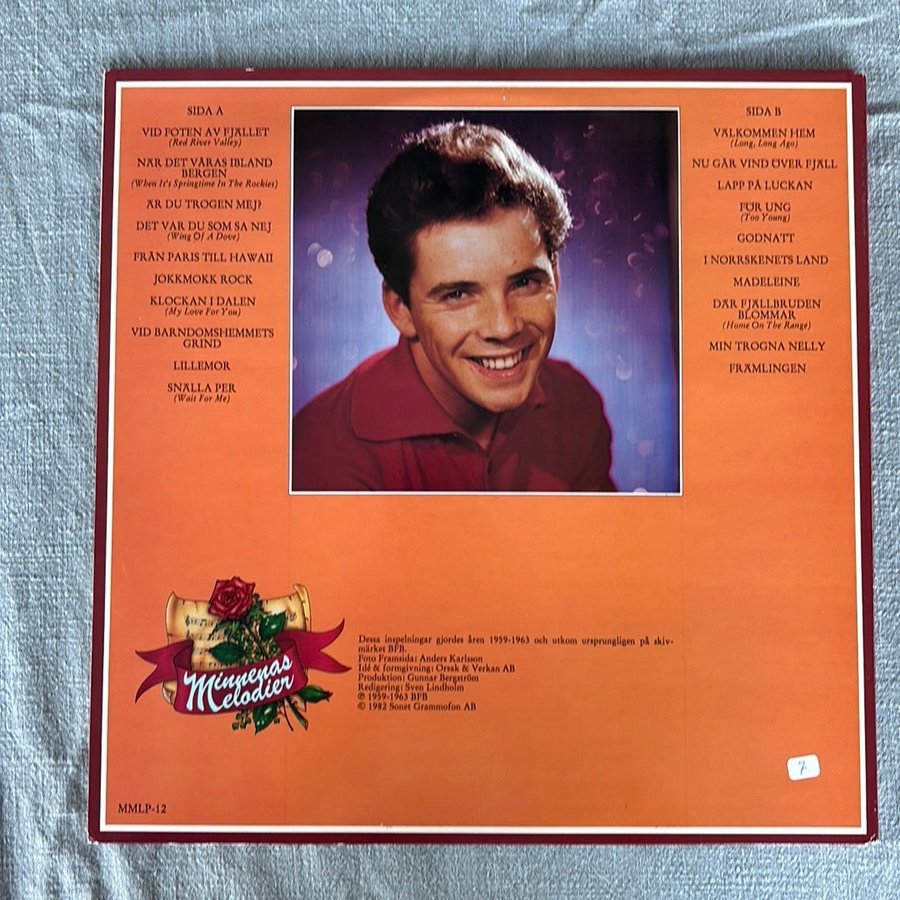 SIDA A
VID FOTEN AV FJÄLLET
(Red River Valley)
NÄR DET VÅRAS IBLAND
BERGEN
(When It's Springtime In The Rockies)
ÄR DU TROGEN MEJ?
DET VAR DU SOM SA NEJ
(Wing Of A Dove)
FRÅN PARIS TILL HAWAII
JOKKMOKK ROCK
KLOCKAN I DALEN
(My Love For You)
VID BARNDOMSHEMMETS
GRIND
LILLEMOR
SNÄLLA PER
(Wait For Me)
SIDA B
VÄLKOMMEN HEM
(Long, Long Ago)
NU GÅR VIND ÖVER FJÄLL
LAPP PÅ LUCKAN
FÖR UNG
(Too Young)
GODNATT
I NORRSKENETS LAND
MADELEINE
DÄR FJÄLLBRUDEN
BLOMMAR
(Home On The Range)
MIN TROGNA NELLY
FRÄMLINGEN
Minnenas
Melodier
Dessa inspelningar gjordes åren 1959-1963 och utkom ursprungligen på skiv-
märket BFB.
Foto Framsida: Anders Karlsson
Idé & formgivning: Orsak & Verkan AB
Produktion: Gunnar Bergström
Redigering: Sven Lindholm
℗ 1959-1963 BFB
© 1982 Sonet Grammofon AB
7
MMLP-12